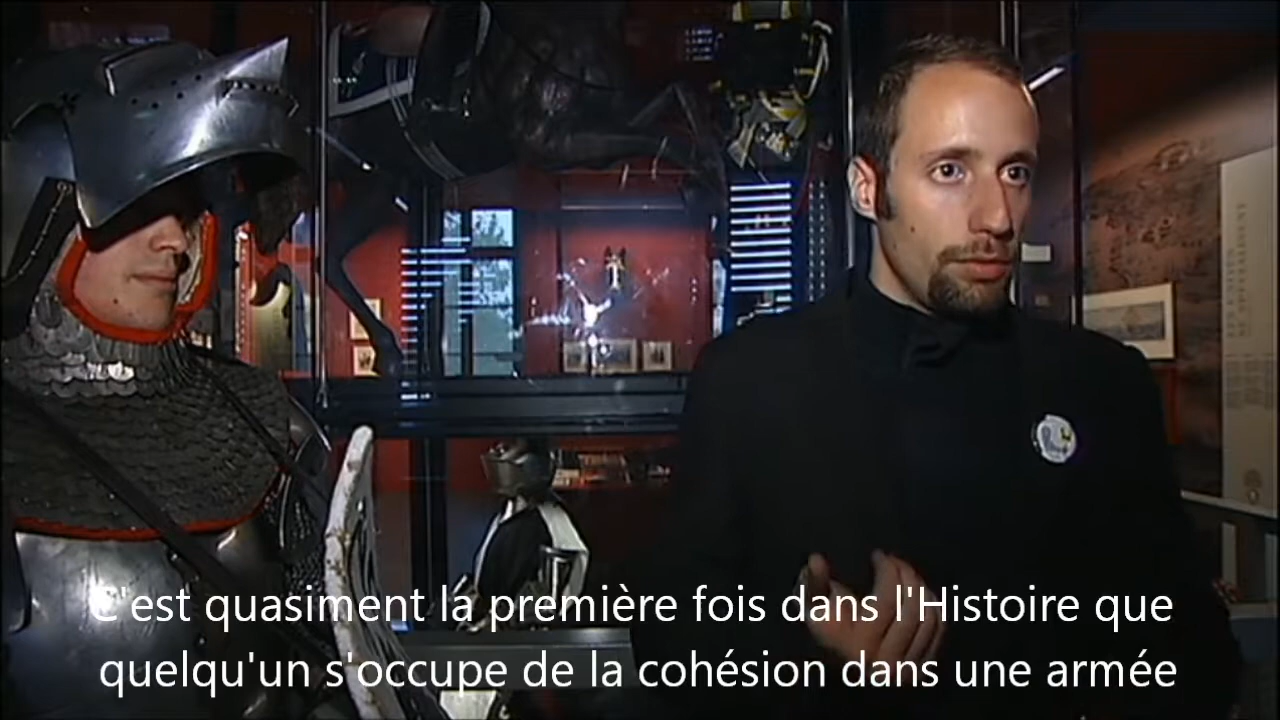 C'est quasiment la première fois dans l'Histoire que
quelqu'un s'occupe de la cohésion dans une armée